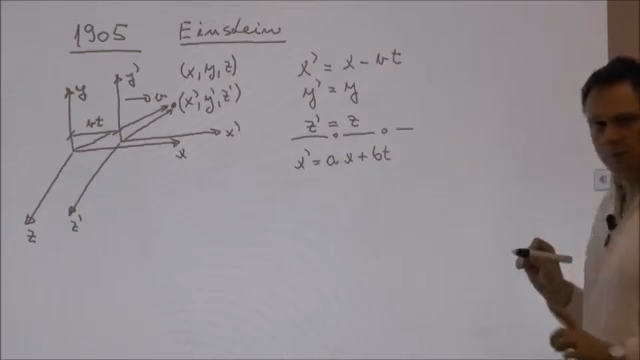 1905 Einstein
(x, y, z)
(x', y', z')
y
y'
v
vt
x'
x
z
z'
x' = x - vt
y' = y
z' = z
x' = ax + bt